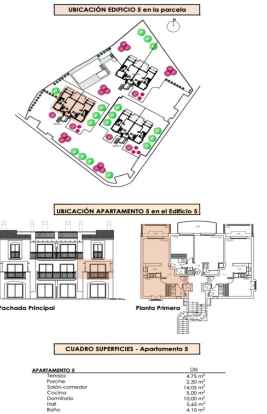 UBICACIÓN EDIFICIO 5 en la parcela
UBICACIÓN APARTAMENTO 5 en el Edificio 5
Fachada Principal
Planta Primera
CUADRO SUPERFICIES - Apartamento 5
APARTAMENTO 5
Terraza 4,75 m²
Porche 2,30 m²
Salón-comedor 14,05 m²
Cocina 5,00 m²
Dormitorio 10,00 m²
Hall 5,65 m²
Baño 4,10 m²